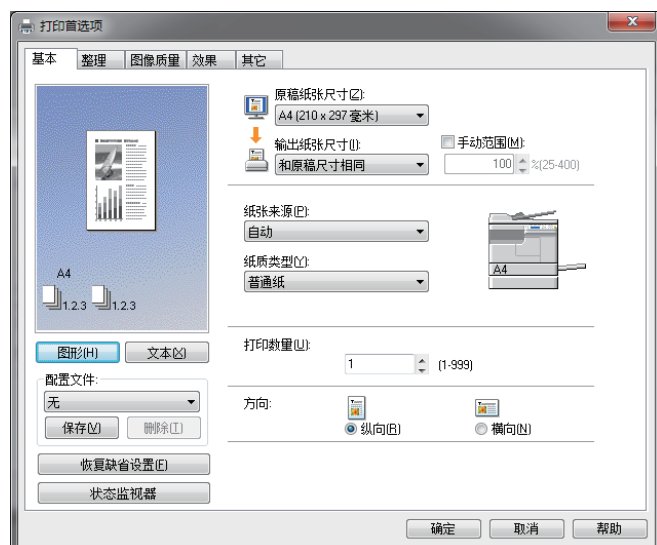 打印首选项
基本 整理 图像质量 效果 其它
原稿纸张尺寸(Z):
A4 (210 x 297 毫米)
输出纸张尺寸(I):
和原稿尺寸相同
手动范围(M):
100 %(25-400)
A4
1.2.3 1.2.3
图形(H) 文本(X)
配置文件:
无
保存(V) 删除(T)
恢复缺省设置(F)
状态监视器
纸张来源(P):
自动
纸质类型(Y):
普通纸
A4
打印数量(U):
1 (1-999)
方向:
纵向(R) 横向(N)
确定 取消 帮助